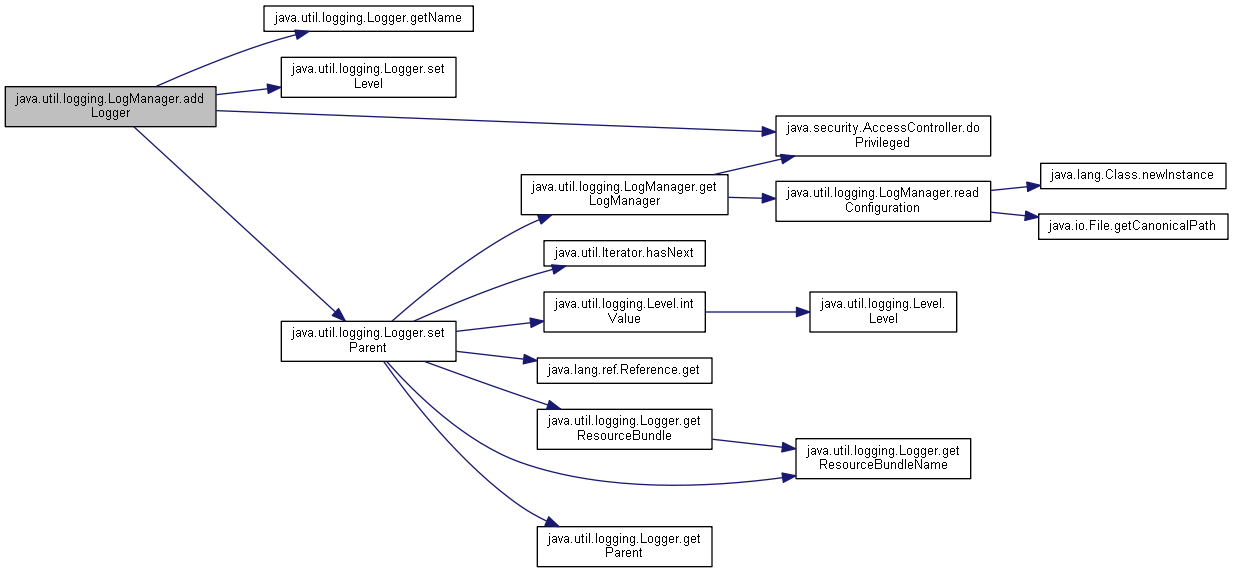 java.util.logging.Logger.getName
java.util.logging.Logger.set
Level
java.util.logging.LogManager.add
Logger
java.security.AccessController.do
Privileged
java.util.logging.LogManager.get
LogManager
java.util.logging.LogManager.read
Configuration
java.lang.Class.newInstance
java.io.File.getCanonicalPath
java.util.Iterator.hasNext
java.util.logging.Level.int
Value
java.util.logging.Level.
Level
java.util.logging.Logger.set
Parent
java.lang.ref.Reference.get
java.util.logging.Logger.get
ResourceBundle
java.util.logging.Logger.get
ResourceBundleName
java.util.logging.Logger.get
Parent